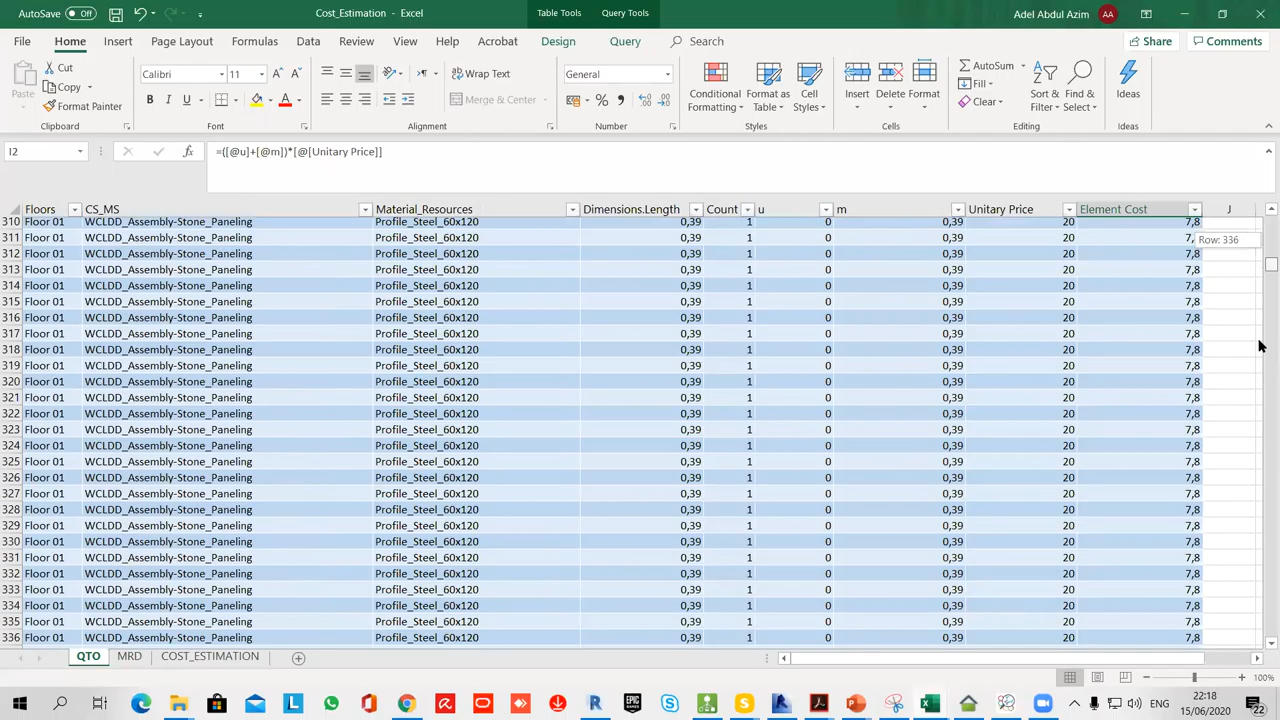 AutoSave Off Cost_Estimation - Excel Table Tools Query Tools Adel Abdul Azim AA
File Home Insert Page Layout Formulas Data Review View Help Acrobat Design Query Search Share Comments
Paste Cut Copy Format Painter
Calibri 11 A A B I U A
Wrap Text Merge & Center
General % 9
Conditional Formatting Format as Table Cell Styles
Insert Delete Format
AutoSum Fill Clear Sort & Filter Find & Select
Ideas
Clipboard Font Alignment Number Styles Cells Editing Ideas
I2 fx =([@u]+[@m])*[@[Unitary Price]]
Floors CS_MS Material_Resources Dimensions.Length Count u m Unitary Price Element Cost J
310 Floor 01 WCLDD_Assembly-Stone_Paneling Profile_Steel_60x120 0,39 1 0 0,39 20 7,8
311 Floor 01 WCLDD_Assembly-Stone_Paneling Profile_Steel_60x120 0,39 1 0 0,39 20 7,8
Row: 336
312 Floor 01 WCLDD_Assembly-Stone_Paneling Profile_Steel_60x120 0,39 1 0 0,39 20 7,8
313 Floor 01 WCLDD_Assembly-Stone_Paneling Profile_Steel_60x120 0,39 1 0 0,39 20 7,8
314 Floor 01 WCLDD_Assembly-Stone_Paneling Profile_Steel_60x120 0,39 1 0 0,39 20 7,8
315 Floor 01 WCLDD_Assembly-Stone_Paneling Profile_Steel_60x120 0,39 1 0 0,39 20 7,8
316 Floor 01 WCLDD_Assembly-Stone_Paneling Profile_Steel_60x120 0,39 1 0 0,39 20 7,8
317 Floor 01 WCLDD_Assembly-Stone_Paneling Profile_Steel_60x120 0,39 1 0 0,39 20 7,8
318 Floor 01 WCLDD_Assembly-Stone_Paneling Profile_Steel_60x120 0,39 1 0 0,39 20 7,8
319 Floor 01 WCLDD_Assembly-Stone_Paneling Profile_Steel_60x120 0,39 1 0 0,39 20 7,8
320 Floor 01 WCLDD_Assembly-Stone_Paneling Profile_Steel_60x120 0,39 1 0 0,39 20 7,8
321 Floor 01 WCLDD_Assembly-Stone_Paneling Profile_Steel_60x120 0,39 1 0 0,39 20 7,8
322 Floor 01 WCLDD_Assembly-Stone_Paneling Profile_Steel_60x120 0,39 1 0 0,39 20 7,8
323 Floor 01 WCLDD_Assembly-Stone_Paneling Profile_Steel_60x120 0,39 1 0 0,39 20 7,8
324 Floor 01 WCLDD_Assembly-Stone_Paneling Profile_Steel_60x120 0,39 1 0 0,39 20 7,8
325 Floor 01 WCLDD_Assembly-Stone_Paneling Profile_Steel_60x120 0,39 1 0 0,39 20 7,8
326 Floor 01 WCLDD_Assembly-Stone_Paneling Profile_Steel_60x120 0,39 1 0 0,39 20 7,8
327 Floor 01 WCLDD_Assembly-Stone_Paneling Profile_Steel_60x120 0,39 1 0 0,39 20 7,8
328 Floor 01 WCLDD_Assembly-Stone_Paneling Profile_Steel_60x120 0,39 1 0 0,39 20 7,8
329 Floor 01 WCLDD_Assembly-Stone_Paneling Profile_Steel_60x120 0,39 1 0 0,39 20 7,8
330 Floor 01 WCLDD_Assembly-Stone_Paneling Profile_Steel_60x120 0,39 1 0 0,39 20 7,8
331 Floor 01 WCLDD_Assembly-Stone_Paneling Profile_Steel_60x120 0,39 1 0 0,39 20 7,8
332 Floor 01 WCLDD_Assembly-Stone_Paneling Profile_Steel_60x120 0,39 1 0 0,39 20 7,8
333 Floor 01 WCLDD_Assembly-Stone_Paneling Profile_Steel_60x120 0,39 1 0 0,39 20 7,8
334 Floor 01 WCLDD_Assembly-Stone_Paneling Profile_Steel_60x120 0,39 1 0 0,39 20 7,8
335 Floor 01 WCLDD_Assembly-Stone_Paneling Profile_Steel_60x120 0,39 1 0 0,39 20 7,8
336 Floor 01 WCLDD_Assembly-Stone_Paneling Profile_Steel_60x120 0,39 1 0 0,39 20 7,8
QTO MRD COST_ESTIMATION
100%
ENG 22:18
15/06/2020 22